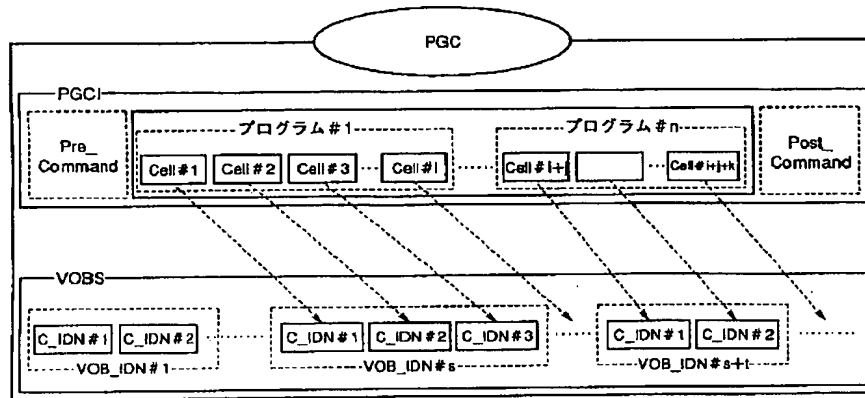 PGC
PGCI
Pre_
Command
プログラム#1
Cell#1 Cell#2 Cell#3 Cell#i
プログラム#n
Cell#i+j Cell#i+j+k
Post_
Command
VOBS
C_IDN#1 C_IDN#2
VOB_IDN#1
C_IDN#1 C_IDN#2 C_IDN#3
VOB_IDN#s
C_IDN#1 C_IDN#2
VOB_IDN#s+t